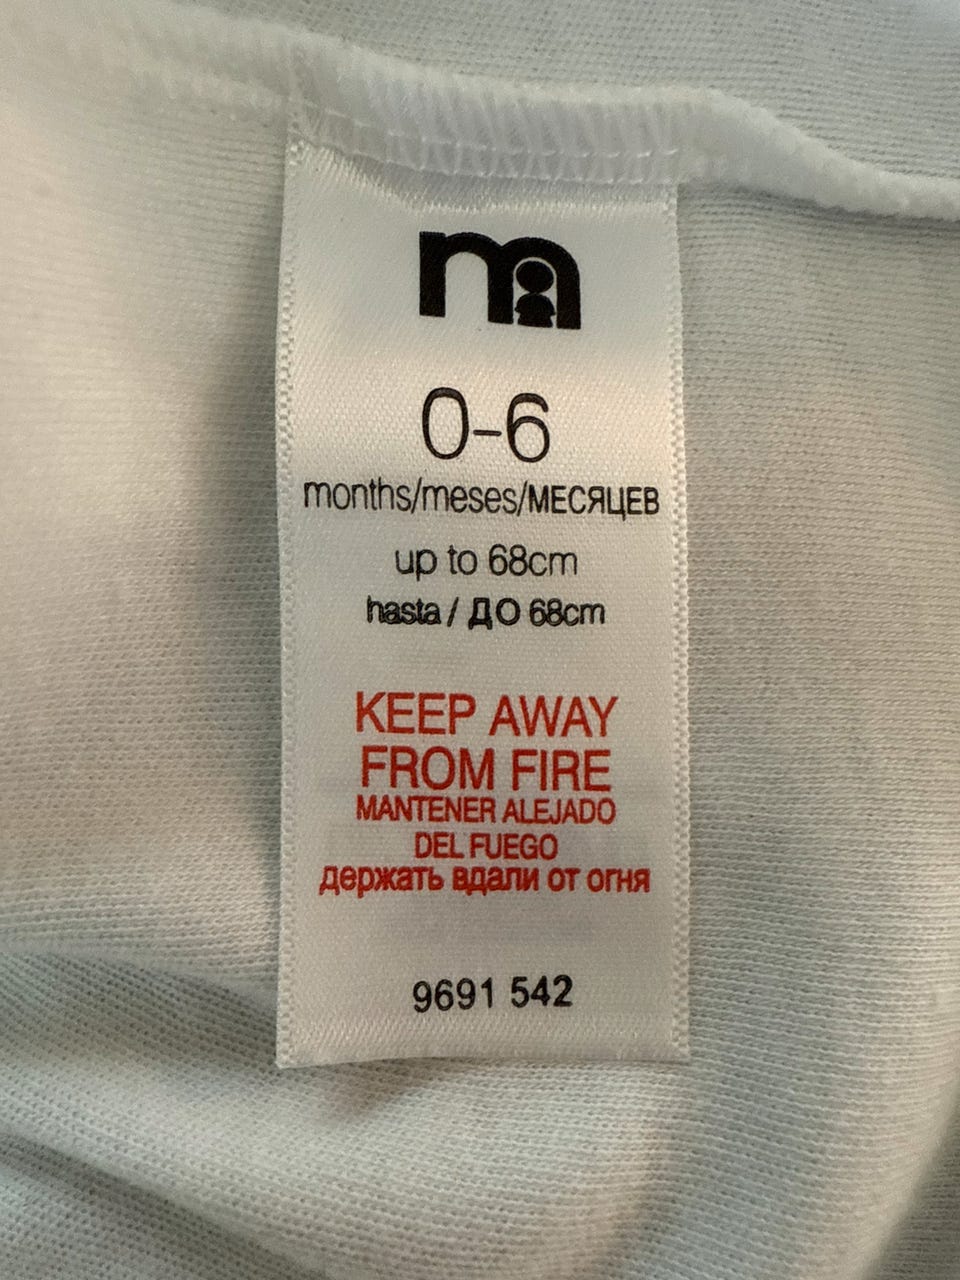 m
0-6
months/meses/МЕСЯЦЕВ
up to 68cm
hasta / ДО 68cm
KEEP AWAY
FROM FIRE
MANTENER ALEJADO
DEL FUEGO
держать вдали от огня
9691 542